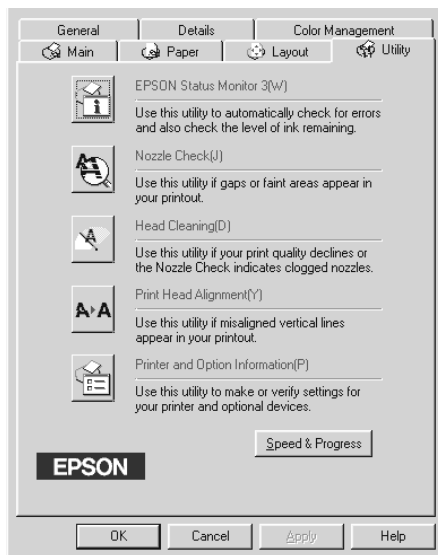 General Details Color Management
Main Paper Layout Utility
EPSON Status Monitor 3(W)
Use this utility to automatically check for errors
and also check the level of ink remaining.
Nozzle Check(J)
Use this utility if gaps or faint areas appear in
your printout.
Head Cleaning(D)
Use this utility if your print quality declines or
the Nozzle Check indicates clogged nozzles.
A A
Print Head Alignment(Y)
Use this utility if misaligned vertical lines
appear in your printout.
Printer and Option Information(P)
Use this utility to make or verify settings for
your printer and optional devices.
Speed & Progress
EPSON
OK Cancel Apply Help